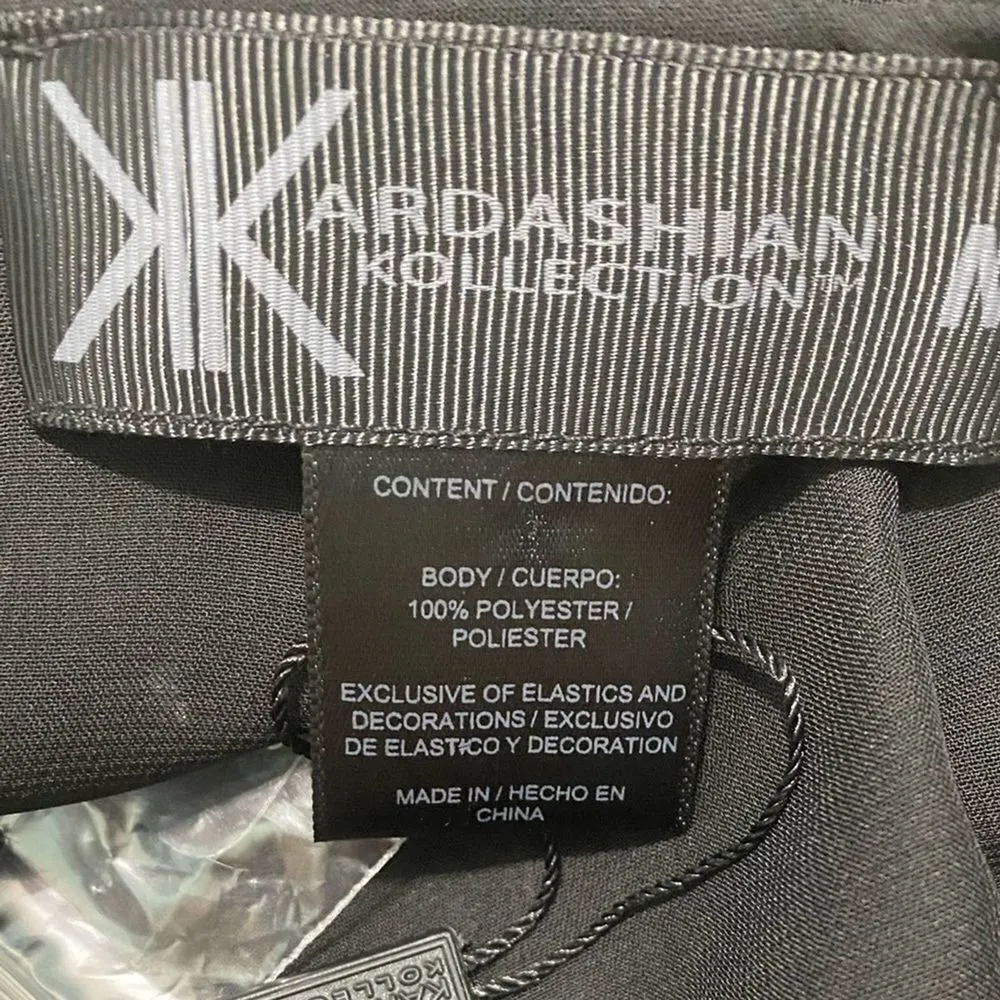 KARDASHIAN
KOLLECTION™
M
CONTENT / CONTENIDO:
BODY / CUERPO:
100% POLYESTER /
POLIESTER
EXCLUSIVE OF ELASTICS AND
DECORATIONS / EXCLUSIVO
DE ELASTICO Y DECORATION
MADE IN / HECHO EN
CHINA